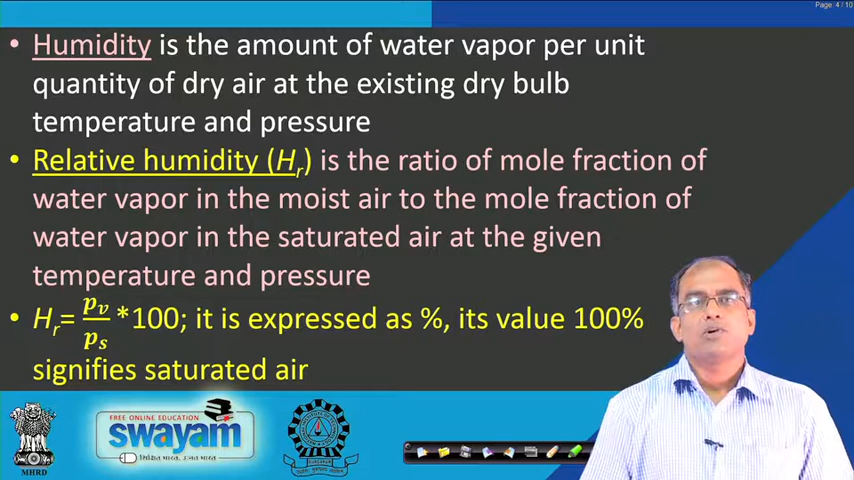 Page: 4 / 10
• Humidity is the amount of water vapor per unit
quantity of dry air at the existing dry bulb
temperature and pressure
• Relative humidity (Hr) is the ratio of mole fraction of
water vapor in the moist air to the mole fraction of
water vapor in the saturated air at the given
temperature and pressure
• Hr= pv/ps *100; it is expressed as %, its value 100%
signifies saturated air
MHRD
FREE ONLINE EDUCATION
swayam
शिक्षित भारत, उन्नत भारत